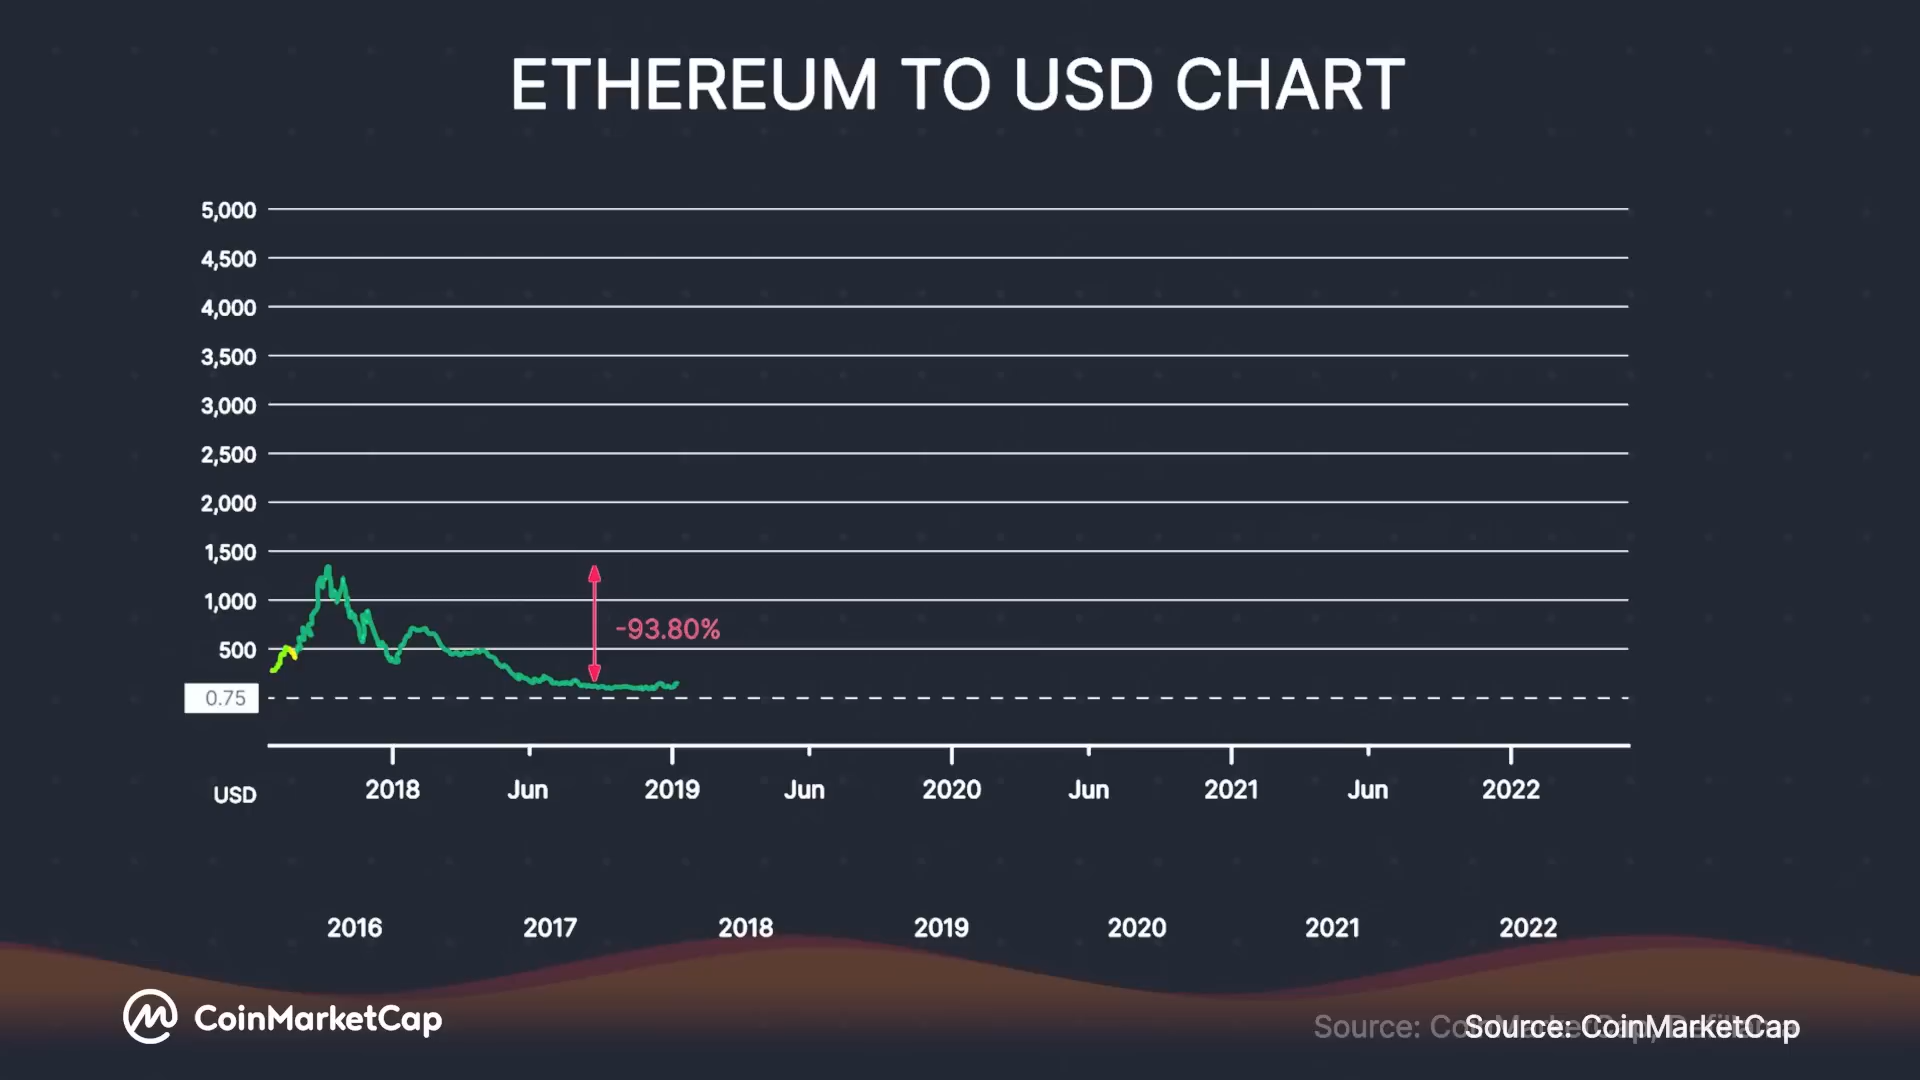 ETHEREUM TO USD CHART
5,000
4,500
4,000
3,500
3,000
2,500
2,000
1,500
1,000
-93.80%
500
0.75
USD 2018 Jun 2019 Jun 2020 Jun 2021 Jun 2022
2016 2017 2018 2019 2020 2021 2022
CoinMarketCap
Source: CoinMarketCap